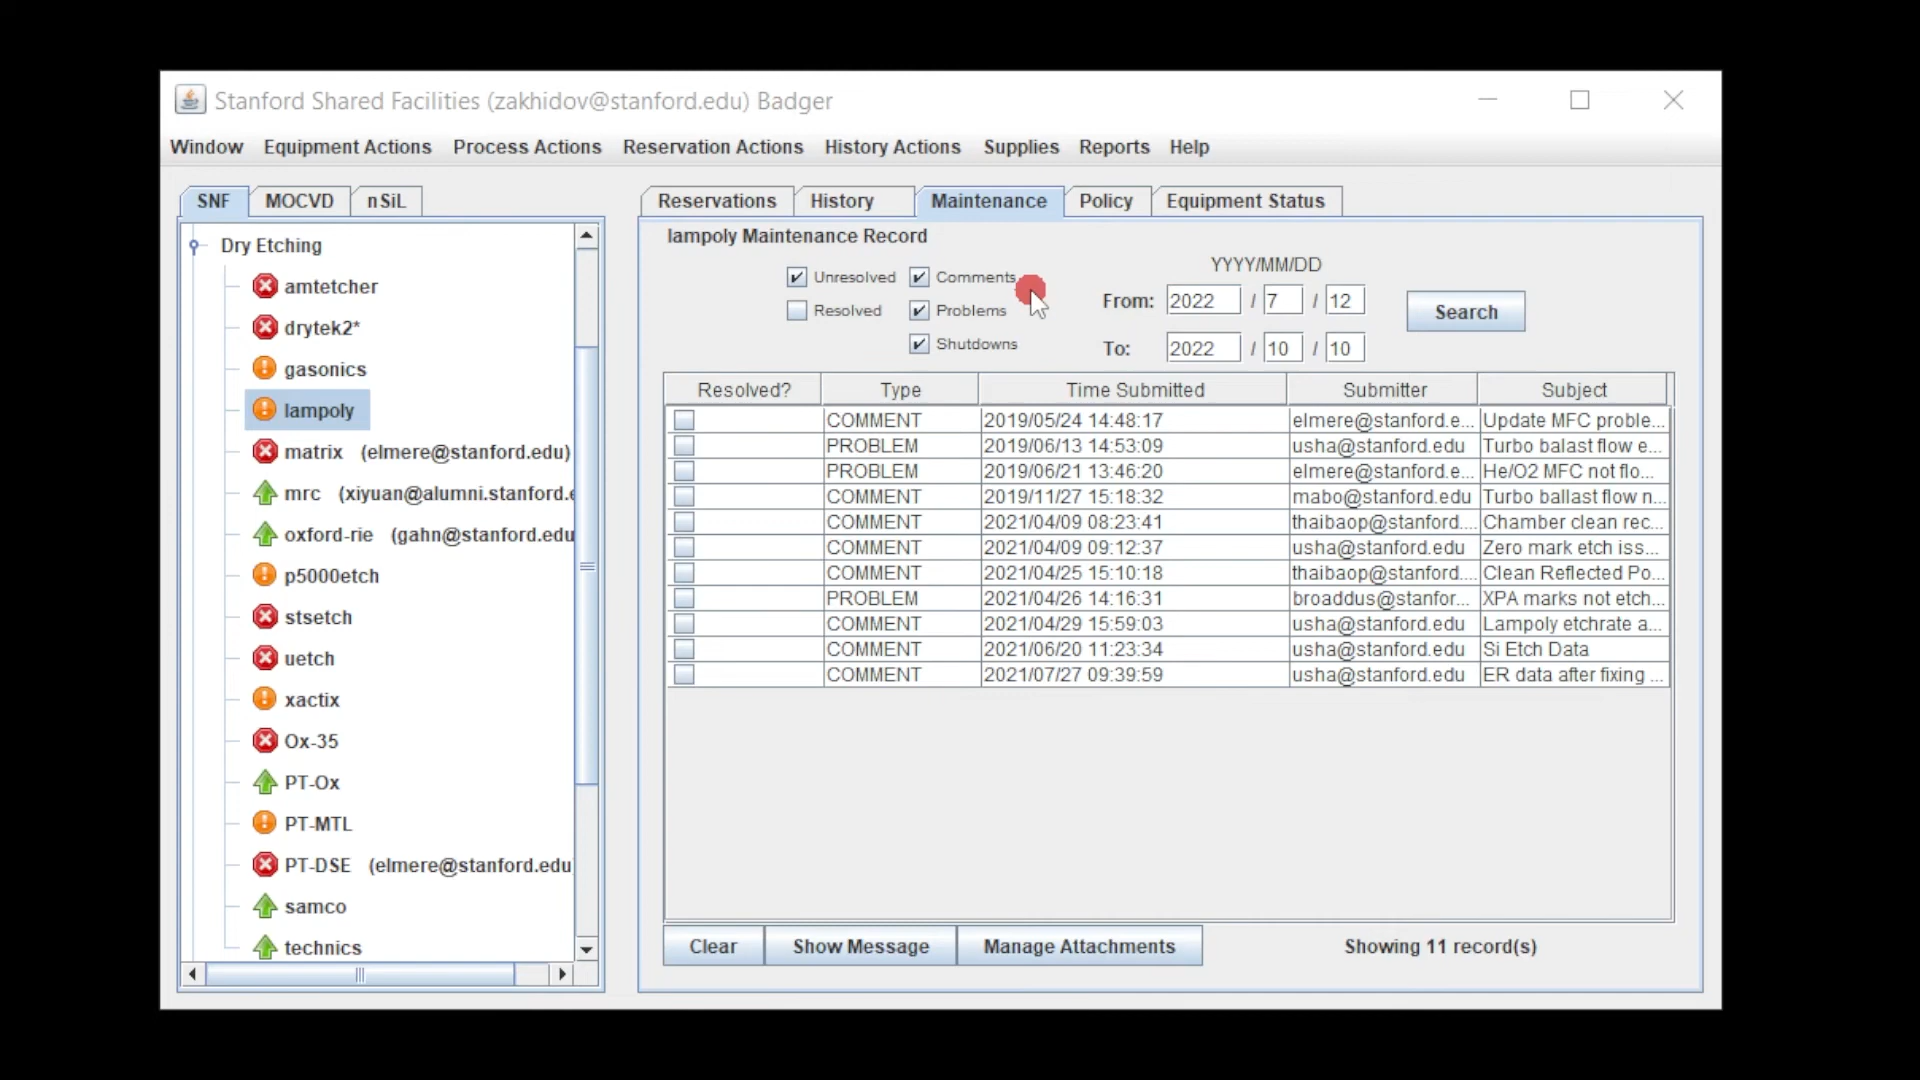 Stanford Shared Facilities (zakhidov@stanford.edu) Badger
Window Equipment Actions Process Actions Reservation Actions History Actions Supplies Reports Help
SNF MOCVD nSiL
Dry Etching
amtetcher
drytek2*
gasonics
lampoly
matrix (elmere@stanford.edu)
mrc (xiyuan@alumni.stanford.e
oxford-rie (gahn@stanford.edu
p5000etch
stsetch
uetch
xactix
Ox-35
PT-Ox
PT-MTL
PT-DSE (elmere@stanford.edu
samco
technics
Reservations History Maintenance Policy Equipment Status
lampoly Maintenance Record
Unresolved Comments
Resolved Problems
Shutdowns
YYYY/MM/DD
From: 2022 / 7 / 12
To: 2022 / 10 / 10
Search
Resolved? Type Time Submitted Submitter Subject
COMMENT 2019/05/24 14:48:17 elmere@stanford.e... Update MFC proble...
PROBLEM 2019/06/13 14:53:09 usha@stanford.edu Turbo balast flow e...
PROBLEM 2019/06/21 13:46:20 elmere@stanford.e... He/O2 MFC not flo...
COMMENT 2019/11/27 15:18:32 mabo@stanford.edu Turbo ballast flow n...
COMMENT 2021/04/09 08:23:41 thaibaop@stanford.... Chamber clean rec...
COMMENT 2021/04/09 09:12:37 usha@stanford.edu Zero mark etch iss...
COMMENT 2021/04/25 15:10:18 thaibaop@stanford.... Clean Reflected Po...
PROBLEM 2021/04/26 14:16:31 broaddus@stanfor... XPA marks not etch...
COMMENT 2021/04/29 15:59:03 usha@stanford.edu Lampoly etchrate a...
COMMENT 2021/06/20 11:23:34 usha@stanford.edu Si Etch Data
COMMENT 2021/07/27 09:39:59 usha@stanford.edu ER data after fixing ...
Clear Show Message Manage Attachments Showing 11 record(s)